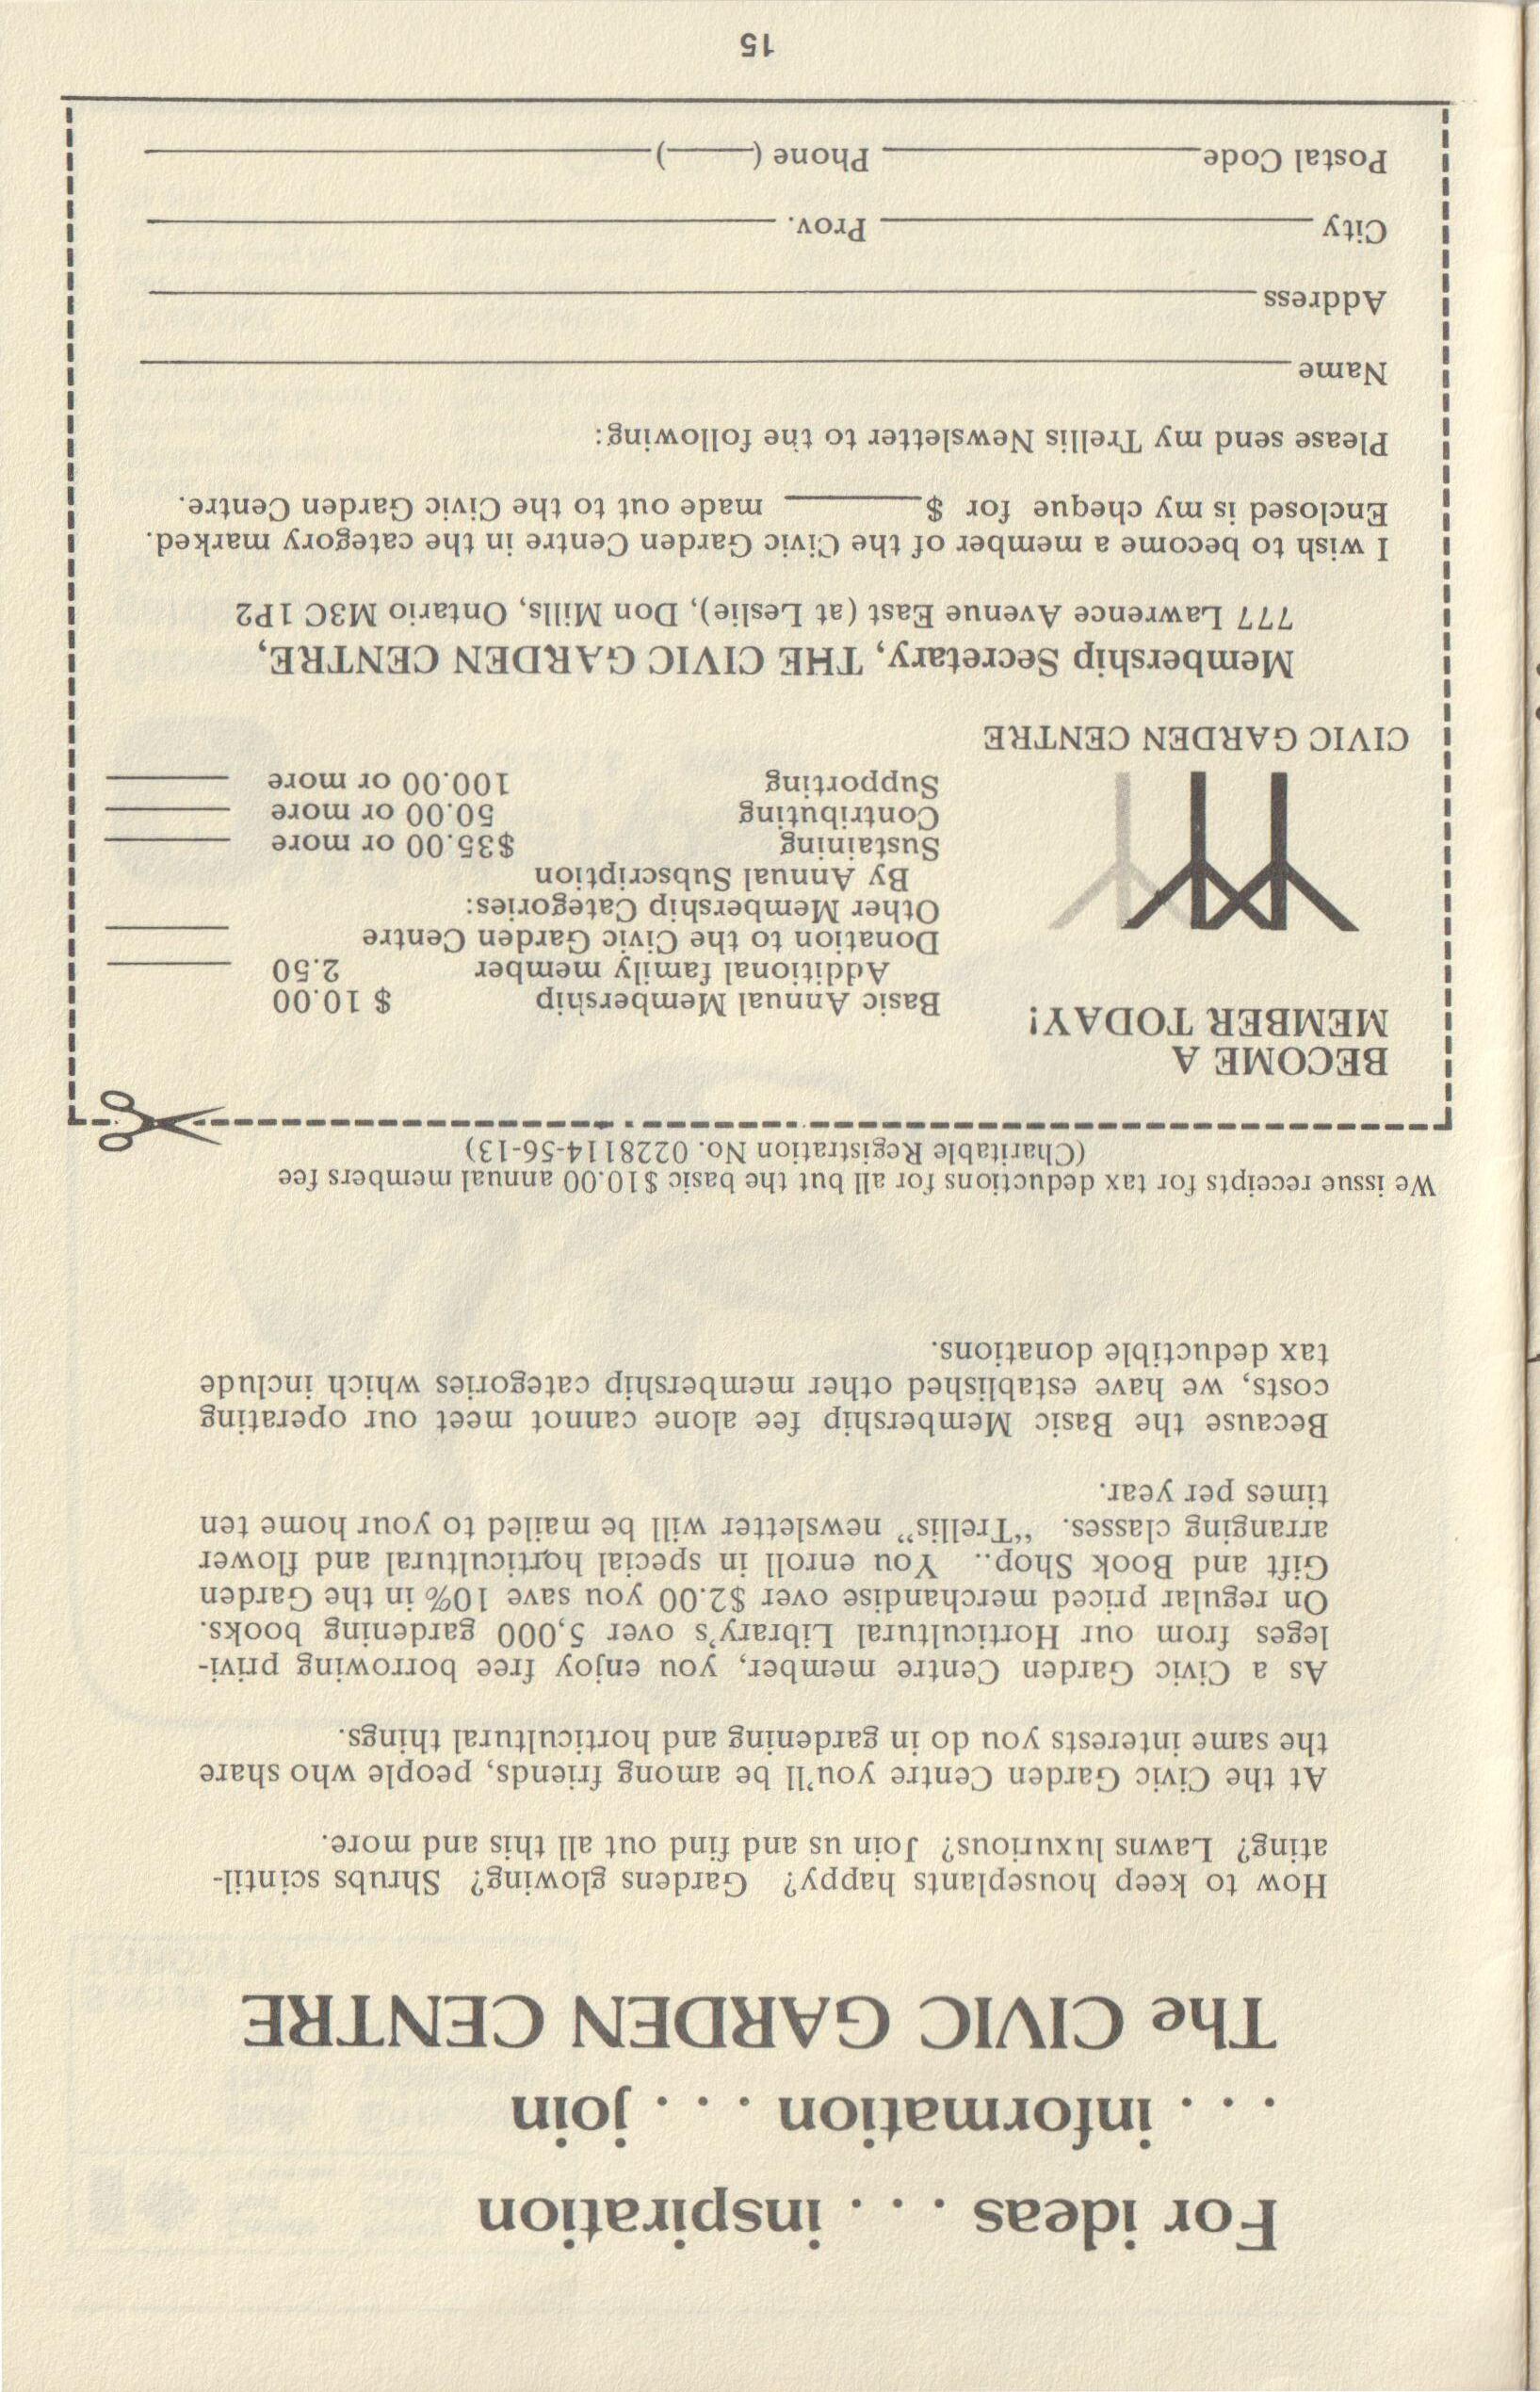 For ideas . . . inspiration
. . . information . . . join
The CIVIC GARDEN CENTRE
How to keep houseplants happy? Gardens glowing? Shrubs scintil-
ating? Lawns luxurious? Join us and find out all this and more.
At the Civic Garden Centre you'll be among friends, people who share
the same interests you do in gardening and horticultural things.
As a Civic Garden Centre member, you enjoy free borrowing privi-
leges from our Horticultural Library's over 5,000 gardening books.
On regular priced merchandise over $2.00 you save 10% in the Garden
Gift and Book Shop.. You enroll in special horticultural and flower
arranging classes. "Trellis" newsletter will be mailed to your home ten
times per year.
Because the Basic Membership fee alone cannot meet our operating
costs, we have established other membership categories which include
tax deductible donations.
We issue receipts for tax deductions for all but the basic $10.00 annual members fee
(Charitable Registration No. 0228114-56-13)
BECOME A
MEMBER TODAY!
CIVIC GARDEN CENTRE
Basic Annual Membership $ 10.00
Additional family member 2.50
Donation to the Civic Garden Centre
Other Membership Categories:
By Annual Subscription
Sustaining $35.00 or more
Contributing 50.00 or more
Supporting 100.00 or more
Membership Secretary, THE CIVIC GARDEN CENTRE,
777 Lawrence Avenue East (at Leslie), Don Mills, Ontario M3C 1P2
I wish to become a member of the Civic Garden Centre in the category marked.
Enclosed is my cheque for $ made out to the Civic Garden Centre.
Please send my Trellis Newsletter to the following:
Name
Address
City Prov.
Postal Code Phone ( )
15